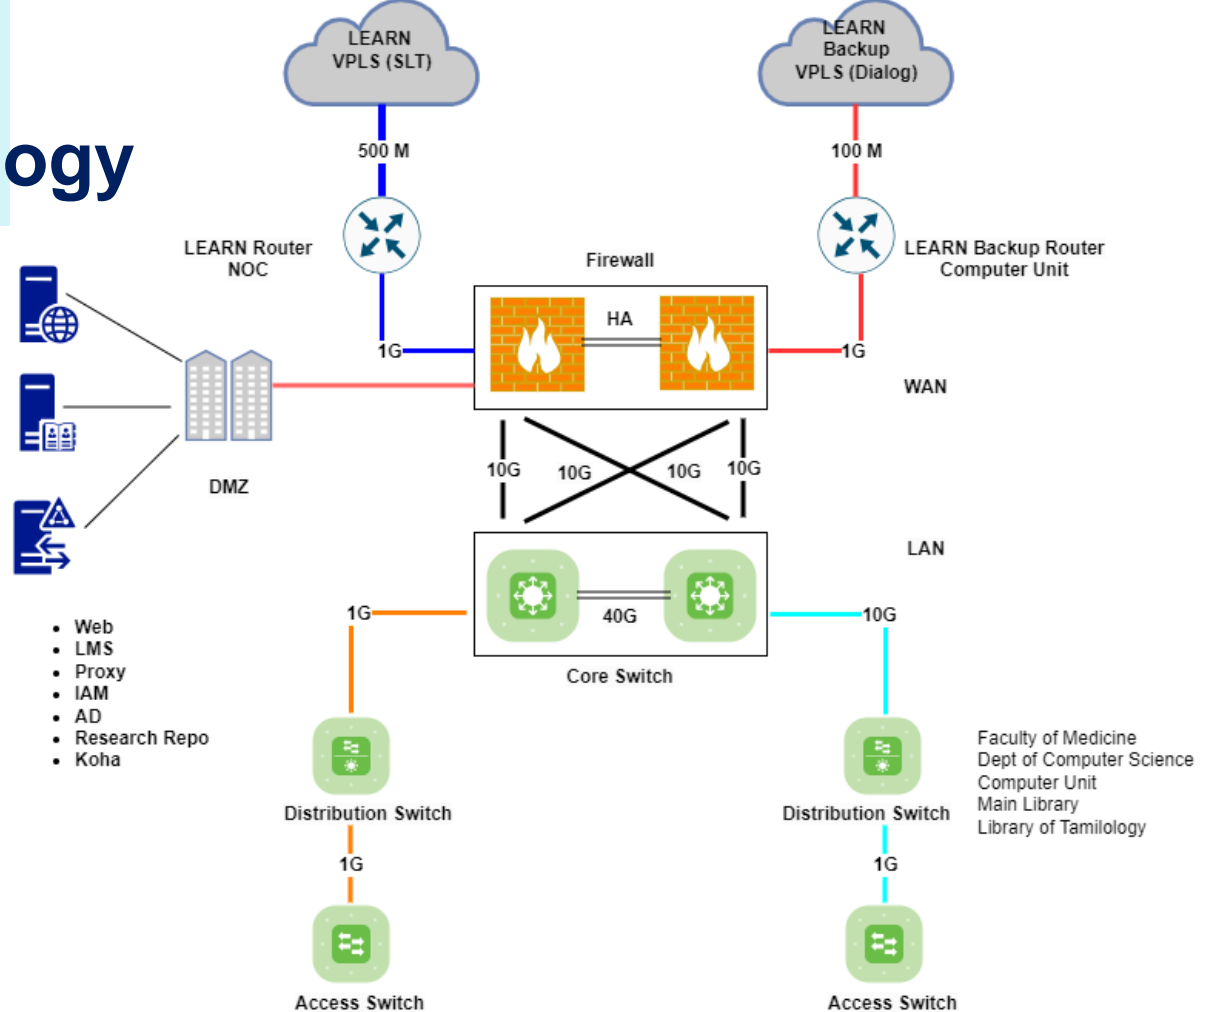 LEARN
VPLS (SLT)
LEARN
Backup
VPLS (Dialog)
ogy
500 M
100 M
LEARN Router
NOC
Firewall
LEARN Backup Router
Computer Unit
HA
1G
1G
WAN
DMZ
10G
10G
10G
10G
LAN
1G
40G
10G
Core Switch
• Web
• LMS
• Proxy
• IAM
• AD
• Research Repo
• Koha
Faculty of Medicine
Dept of Computer Science
Computer Unit
Main Library
Library of Tamilology
Distribution Switch
Distribution Switch
1G
1G
Access Switch
Access Switch